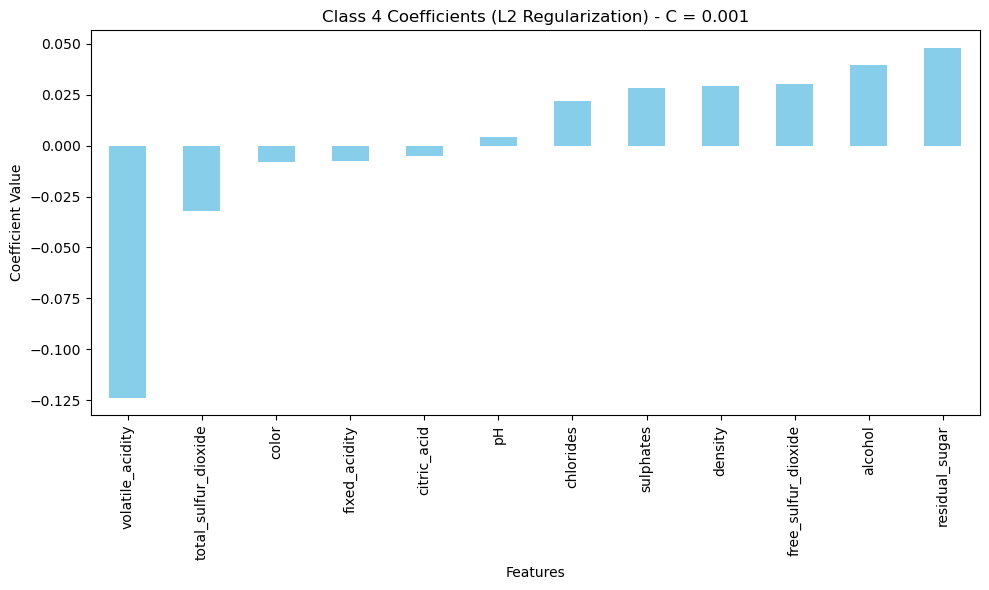 Class 4 Coefficients (L2 Regularization) - C = 0.001
Coefficient Value
0.050
0.025
0.000
−0.025
−0.050
−0.075
−0.100
−0.125
volatile_acidity
total_sulfur_dioxide
color
fixed_acidity
citric_acid
pH
chlorides
sulphates
density
free_sulfur_dioxide
alcohol
residual_sugar
Features